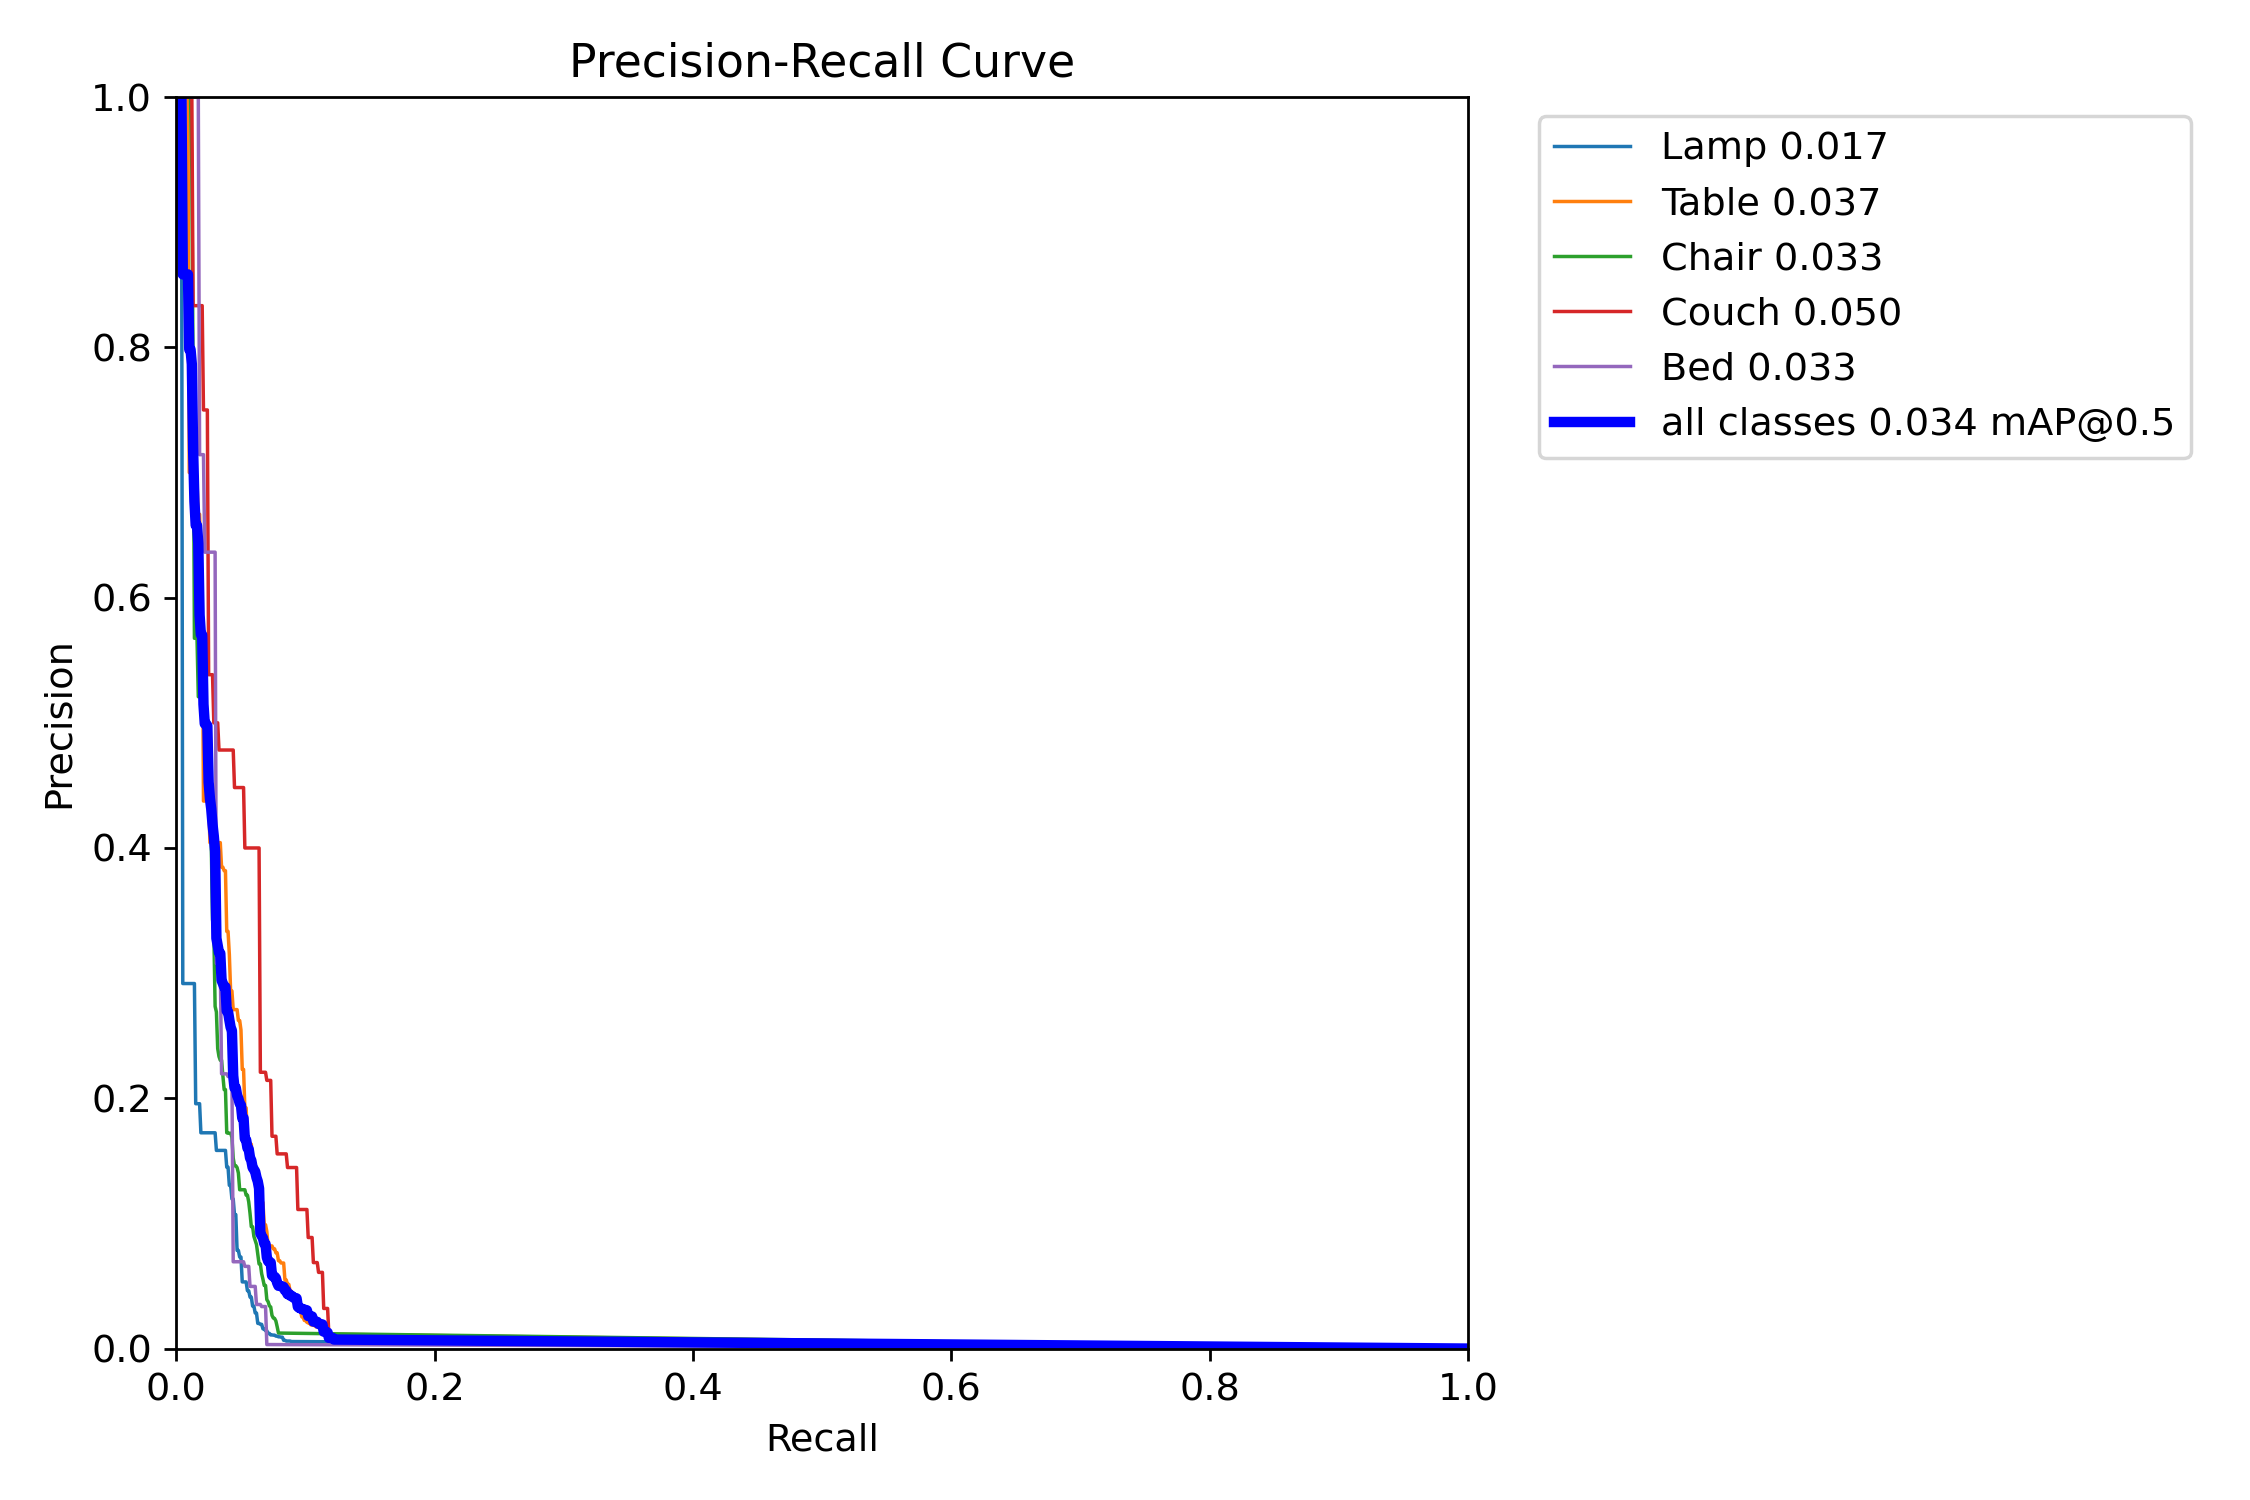 Precision-Recall Curve
1.0
0.8
0.6
0.4
0.2
0.0
Precision
0.0 0.2 0.4 0.6 0.8 1.0
Recall
Lamp 0.017
Table 0.037
Chair 0.033
Couch 0.050
Bed 0.033
all classes 0.034 mAP@0.5